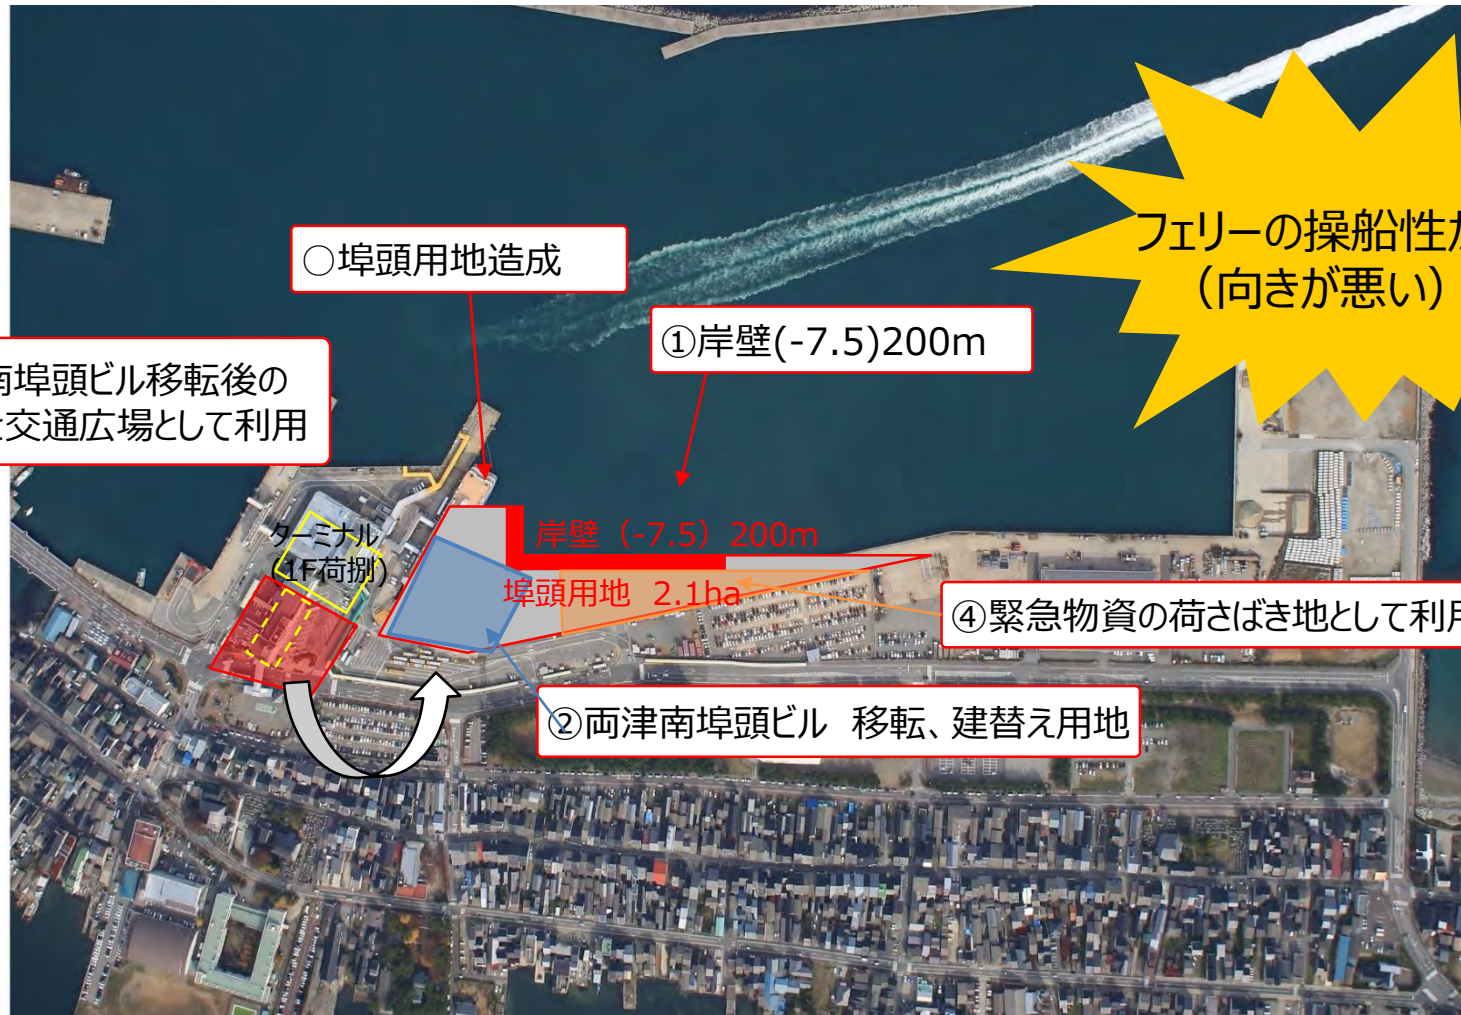 フェリーの操船性が
（向きが悪い）
○埠頭用地造成
①岸壁(-7.5)200m
南埠頭ビル移転後の
を交通広場として利用
ターミナル
(1F荷捌)
岸壁（-7.5）200m
埠頭用地 2.1ha
④緊急物資の荷さばき地として利用
②両津南埠頭ビル 移転、建替え用地